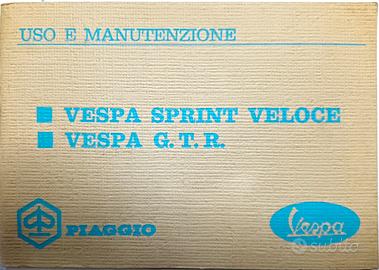 USO E MANUTENZIONE
VESPA SPRINT VELOCE
VESPA G.T.R.
PIAGGIO
Vespa
subito